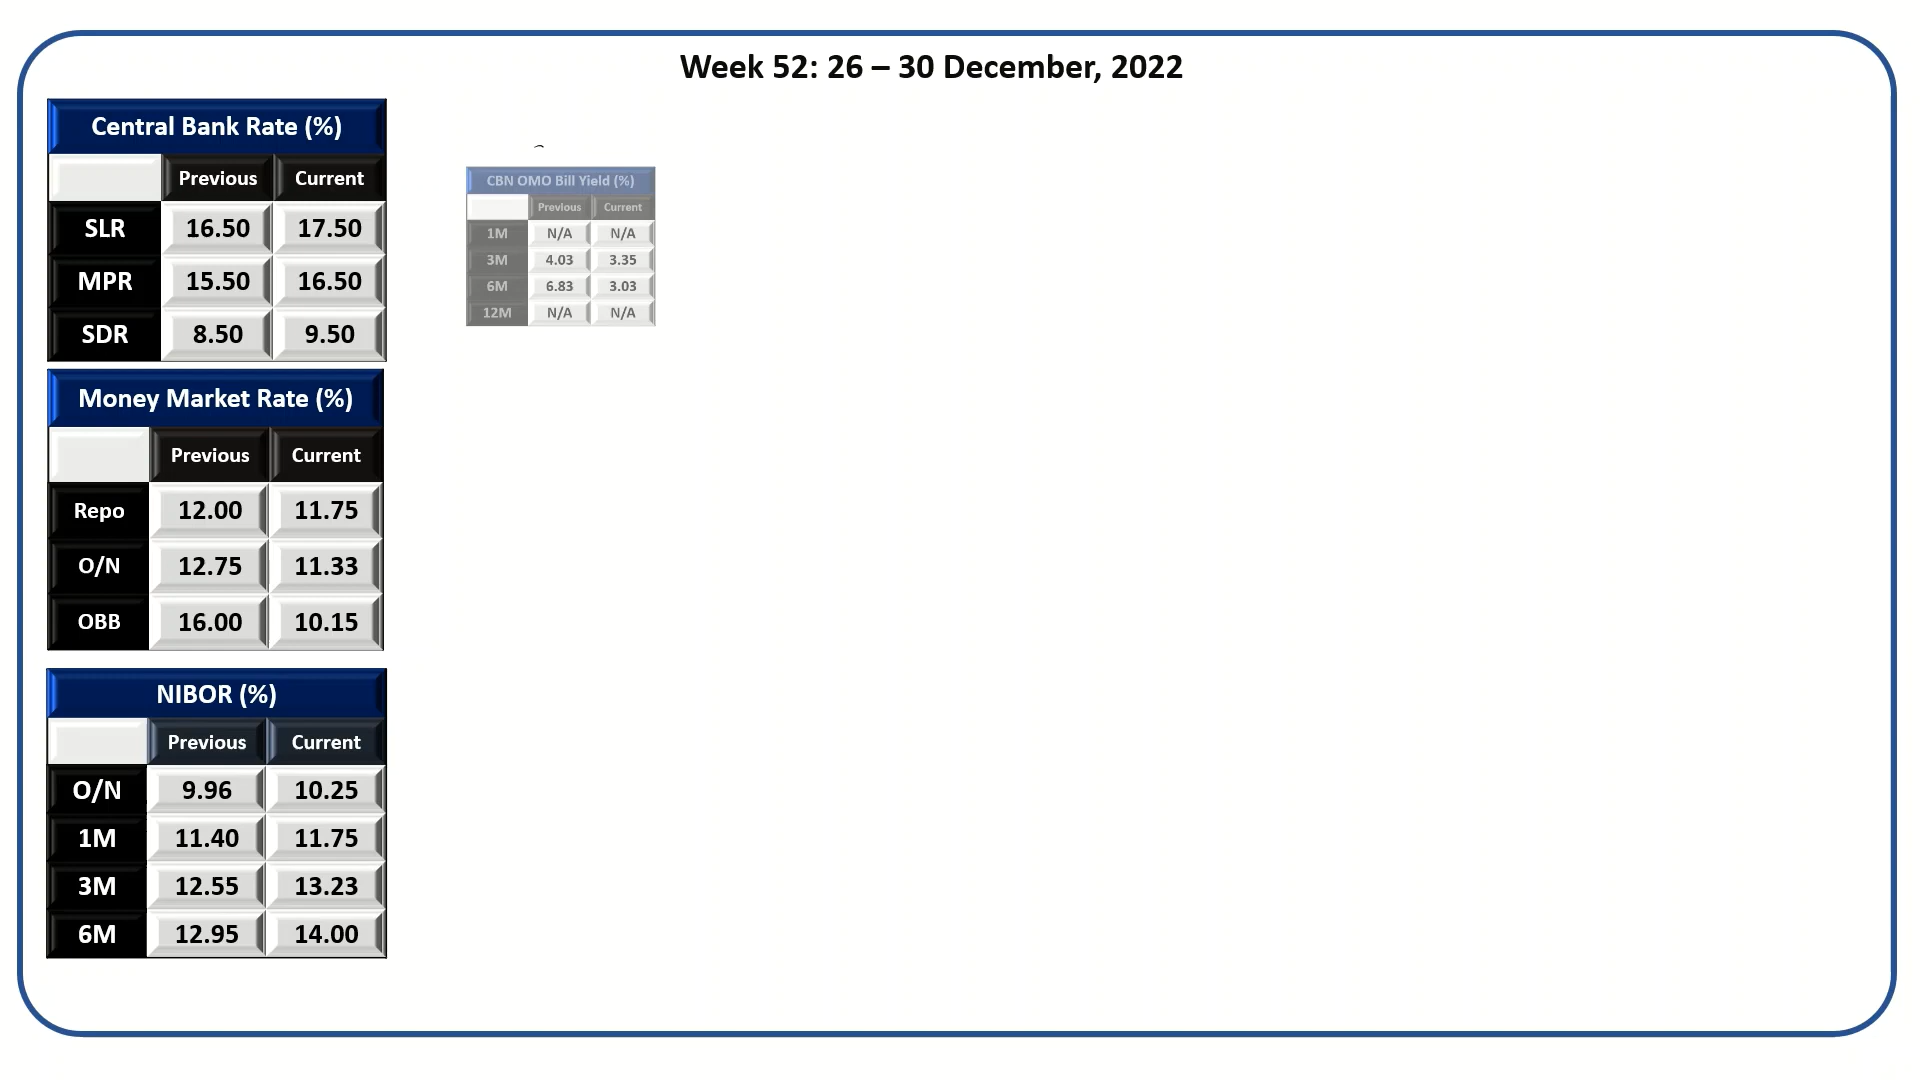 Week 52: 26 – 30 December, 2022
Central Bank Rate (%)
Previous Current
SLR 16.50 17.50
MPR 15.50 16.50
SDR 8.50 9.50
Money Market Rate (%)
Previous Current
Repo 12.00 11.75
O/N 12.75 11.33
OBB 16.00 10.15
NIBOR (%)
Previous Current
O/N 9.96 10.25
1M 11.40 11.75
3M 12.55 13.23
6M 12.95 14.00
CBN OMO Bill Yield (%)
Previous Current
1M N/A N/A
3M 4.03 3.35
6M 6.83 3.03
12M N/A N/A